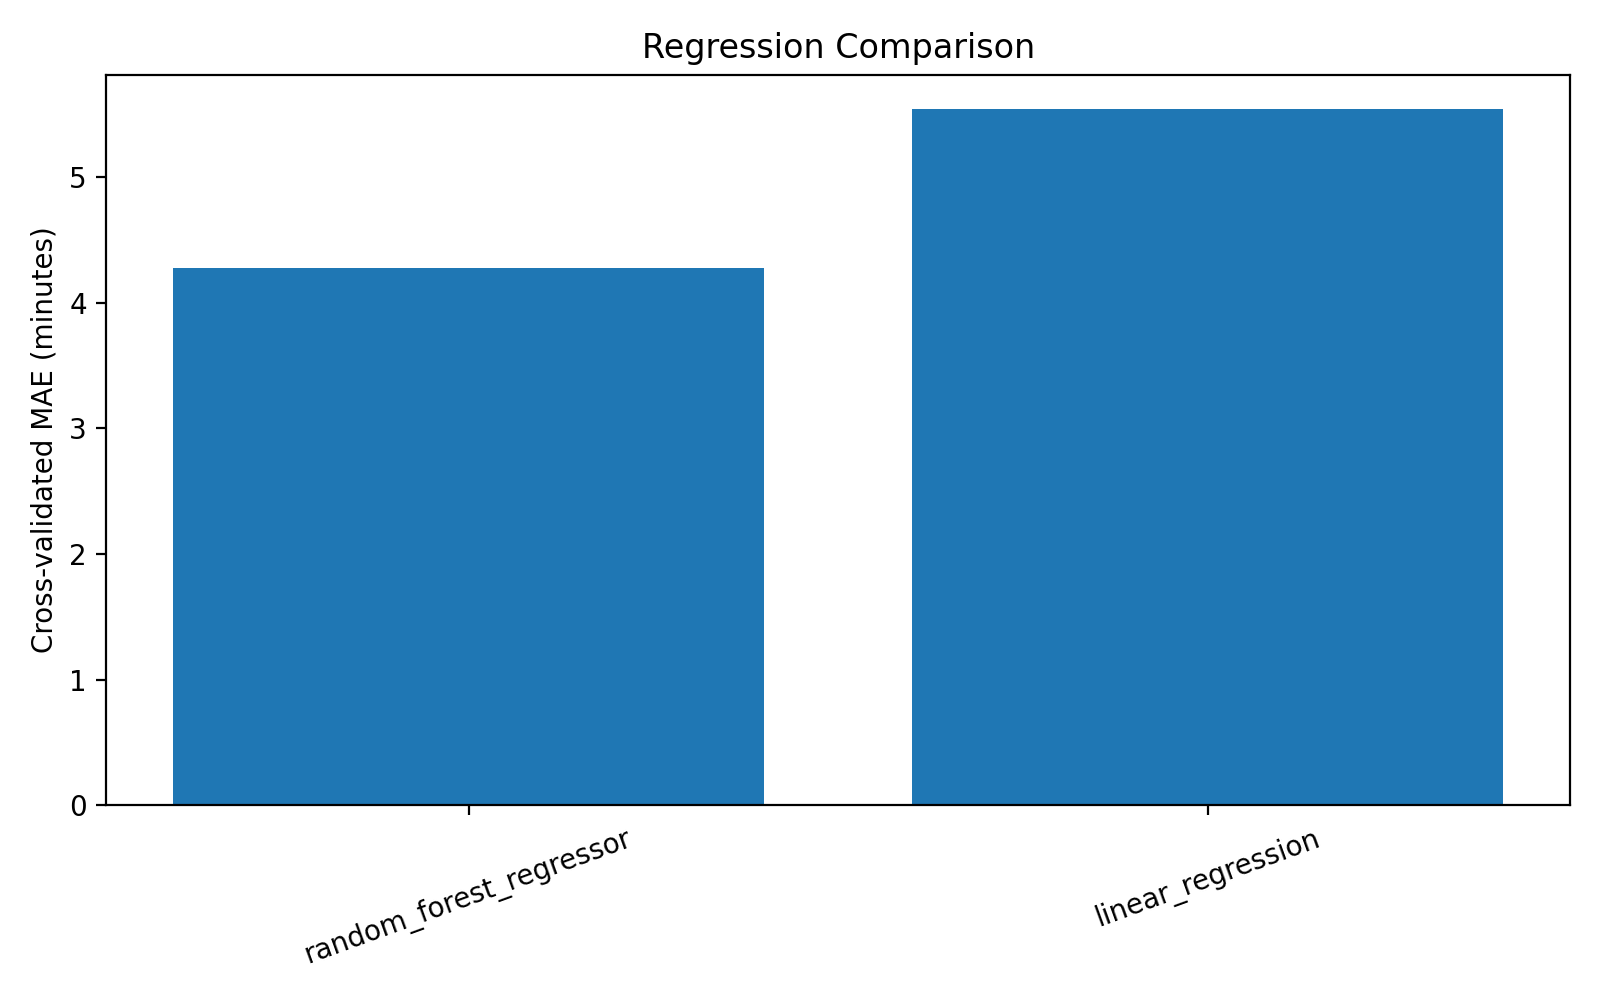 Regression Comparison
Cross-validated MAE (minutes)
5
4
3
2
1
0
random_forest_regressor
linear_regression